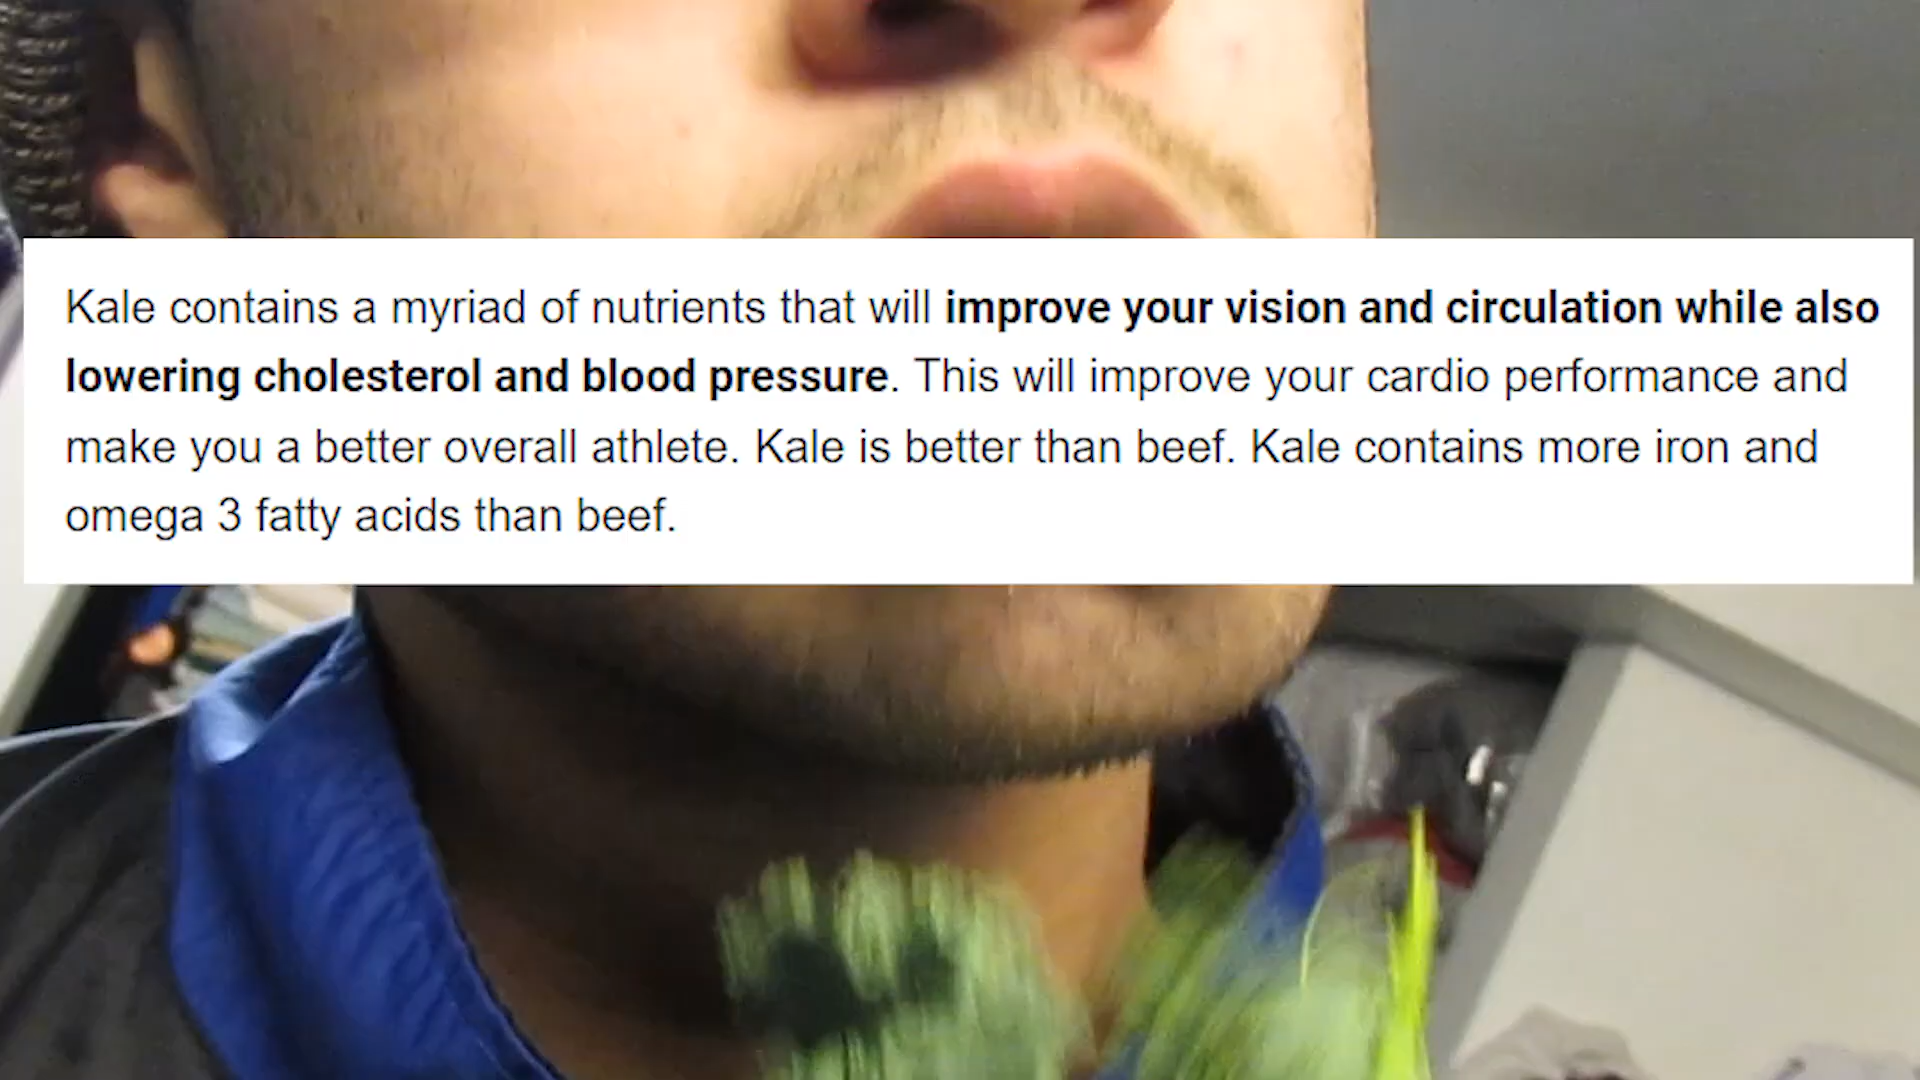 Kale contains a myriad of nutrients that will improve your vision and circulation while also
lowering cholesterol and blood pressure. This will improve your cardio performance and
make you a better overall athlete. Kale is better than beef. Kale contains more iron and
omega 3 fatty acids than beef.